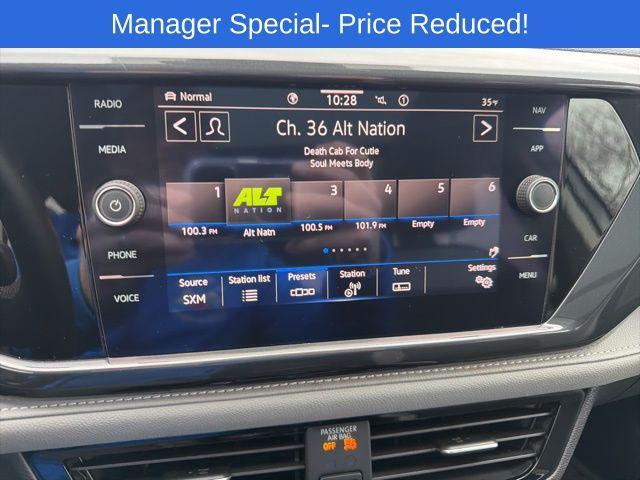 Manager Special- Price Reduced!
RADIO
MEDIA
PHONE
VOICE
Normal
10:28
35°F
Ch. 36 Alt Nation
Death Cab For Cutie
Soul Meets Body
1
100.3 FM
ALT
NATION
Alt Natn
3
100.5 FM
4
101.9 FM
5
Empty
6
Empty
Source
SXM
Station list
Presets
Station
Tune
Settings
NAV
APP
CAR
MENU
PASSENGER
AIR BAG
OFF